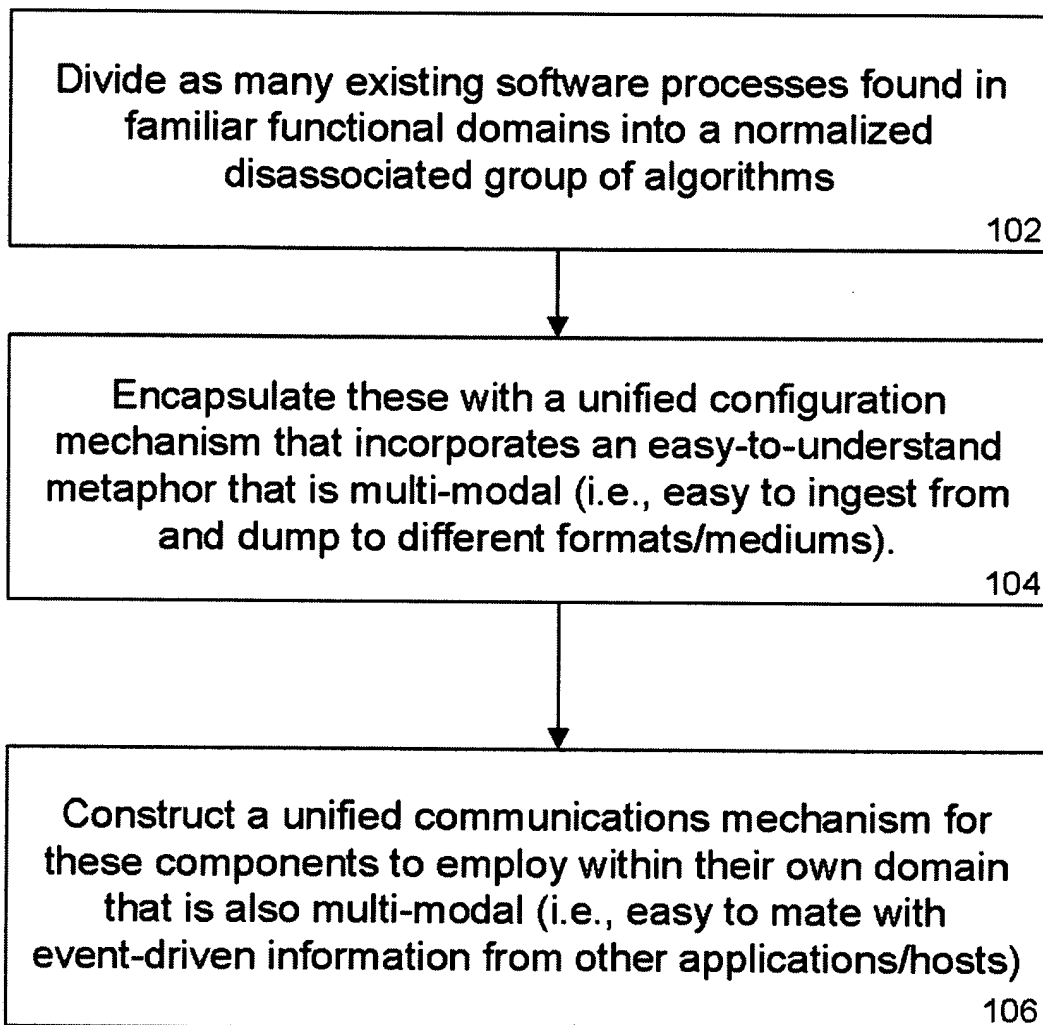 Divide as many existing software processes found in
familiar functional domains into a normalized
disassociated group of algorithms
102
Encapsulate these with a unified configuration
mechanism that incorporates an easy-to-understand
metaphor that is multi-modal (i.e., easy to ingest from
and dump to different formats/mediums).
104
Construct a unified communications mechanism for
these components to employ within their own domain
that is also multi-modal (i.e., easy to mate with
event-driven information from other applications/hosts)
106